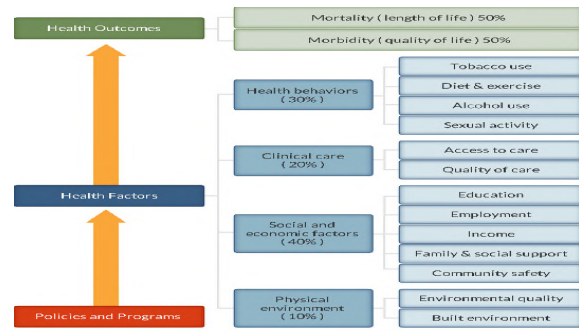 Health Outcomes
Mortality ( length of life ) 50%
Morbidity ( quality of life ) 50%
Health Factors
Health behaviors
( 30% )
Tobacco use
Diet & exercise
Alcohol use
Sexual activity
Clinical care
( 20% )
Access to care
Quality of care
Social and
economic factors
( 40% )
Education
Employment
Income
Family & social support
Community safety
Policies and Programs
Physical
environment
( 10% )
Environmental quality
Built environment